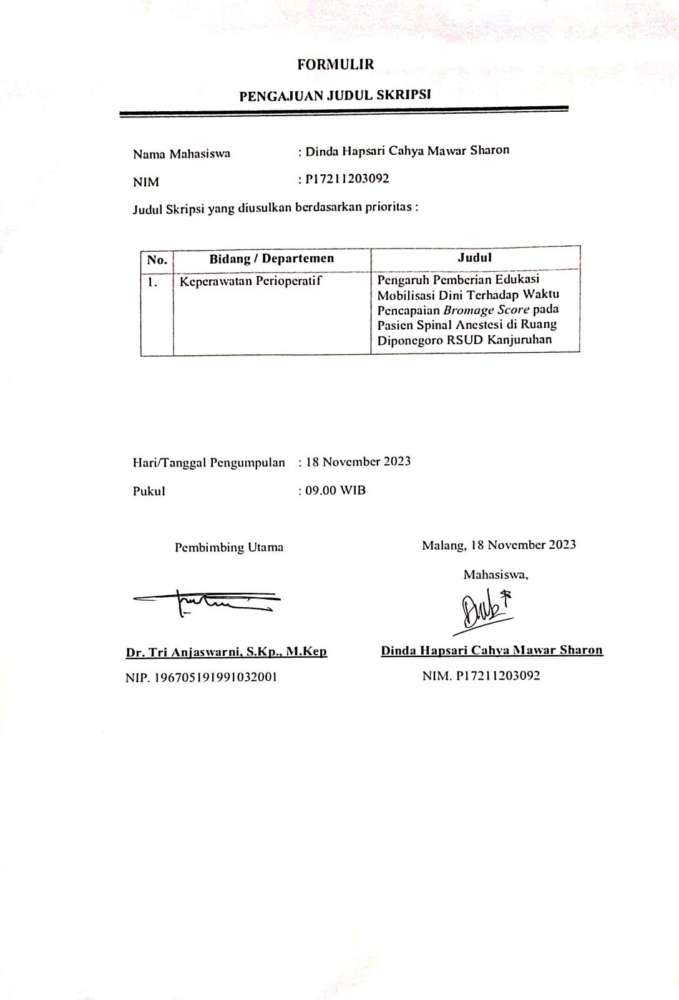 FORMULIR
PENGAJUAN JUDUL SKRIPSI
Nama Mahasiswa : Dinda Hapsari Cahya Mawar Sharon
NIM : P17211203092
Judul Skripsi yang diusulkan berdasarkan prioritas :
No. Bidang / Departemen Judul
1. Keperawatan Perioperatif Pengaruh Pemberian Edukasi
Mobilisasi Dini Terhadap Waktu
Pencapaian Bromage Score pada
Pasien Spinal Anestesi di Ruang
Diponegoro RSUD Kanjuruhan
Hari/Tanggal Pengumpulan : 18 November 2023
Pukul : 09.00 WIB
Pembimbing Utama Malang, 18 November 2023
Mahasiswa,
Dr. Tri Anjaswarni, S.Kp., M.Kep Dinda Hapsari Cahya Mawar Sharon
NIP. 196705191991032001 NIM. P17211203092